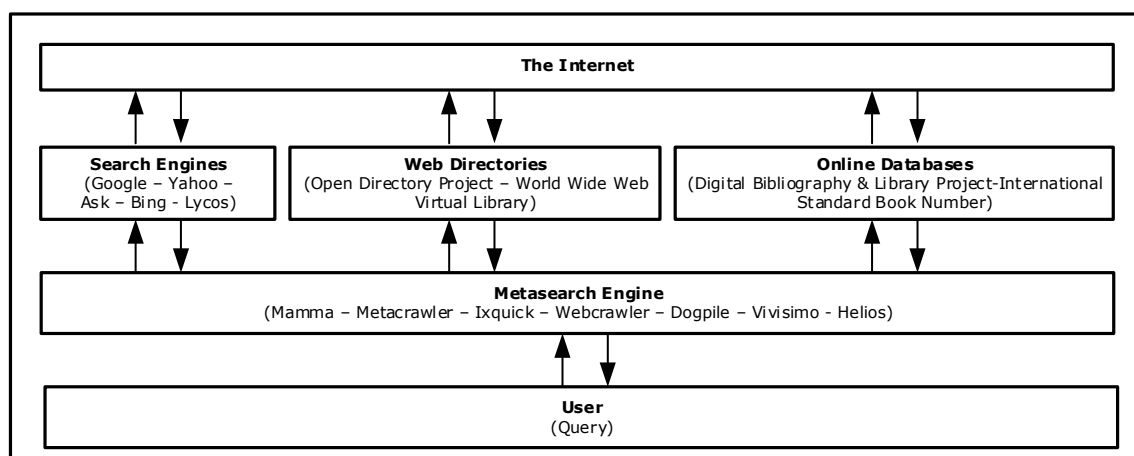 The Internet
Search Engines
(Google – Yahoo –
Ask – Bing - Lycos)
Web Directories
(Open Directory Project – World Wide Web
Virtual Library)
Online Databases
(Digital Bibliography & Library Project-International
Standard Book Number)
Metasearch Engine
(Mamma – Metacrawler – Ixquick – Webcrawler – Dogpile – Vivisimo - Helios)
User
(Query)